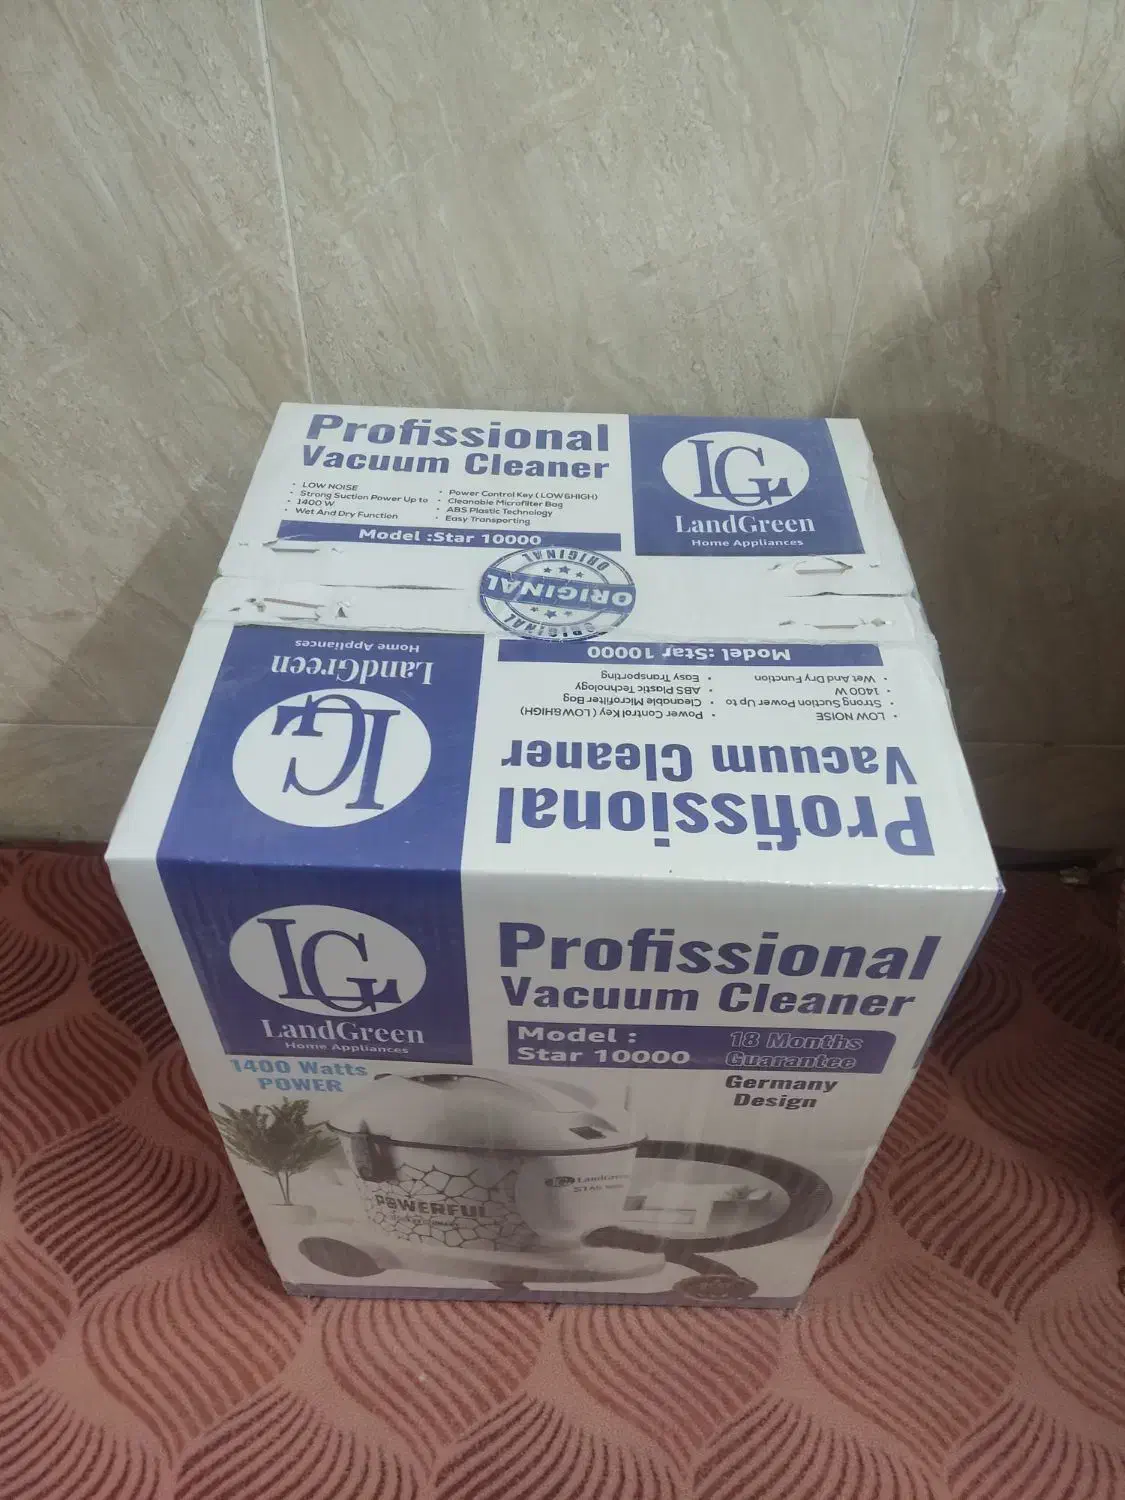 Profissional
Vacuum Cleaner
• LOW NOISE
• Strong Suction Power Up to
• 1400 W
• Wet And Dry Function
• Power Control Key ( LOW&HIGH)
• Cleanable Microfilter Bag
• ABS Plastic Technology
• Easy Transporting
Model :Star 10000
LG
LandGreen
Home Appliances
ORIGINAL
ORIGINAL
ORIGINAL
Model :Star 10000
• LOW NOISE
• Strong Suction Power Up to
• 1400 W
• Wet And Dry Function
• Power Control Key ( LOW&HIGH)
• Cleanable Microfilter Bag
• ABS Plastic Technology
• Easy Transporting
Profissional
Vacuum Cleaner
LG
LandGreen
Home Appliances
LG
LandGreen
Home Appliances
Profissional
Vacuum Cleaner
Model :
Star 10000
18 Months
Guarantee
Germany
Design
1400 Watts
POWER
POWERFUL
LandGreen
STAR